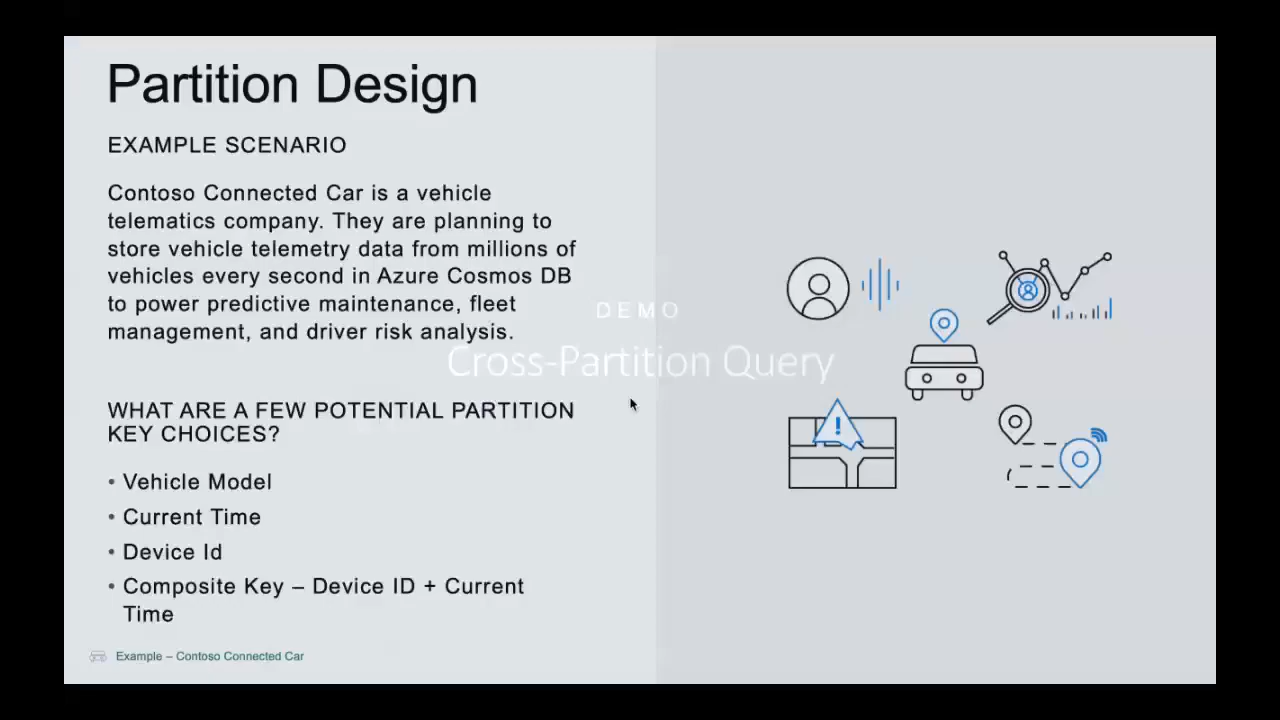 Partition Design
EXAMPLE SCENARIO
Contoso Connected Car is a vehicle
telematics company. They are planning to
store vehicle telemetry data from millions of
vehicles every second in Azure Cosmos DB
to power predictive maintenance, fleet
management, and driver risk analysis.
DEMO
Cross-Partition Query
WHAT ARE A FEW POTENTIAL PARTITION
KEY CHOICES?
• Vehicle Model
• Current Time
• Device Id
• Composite Key – Device ID + Current
Time
Example – Contoso Connected Car